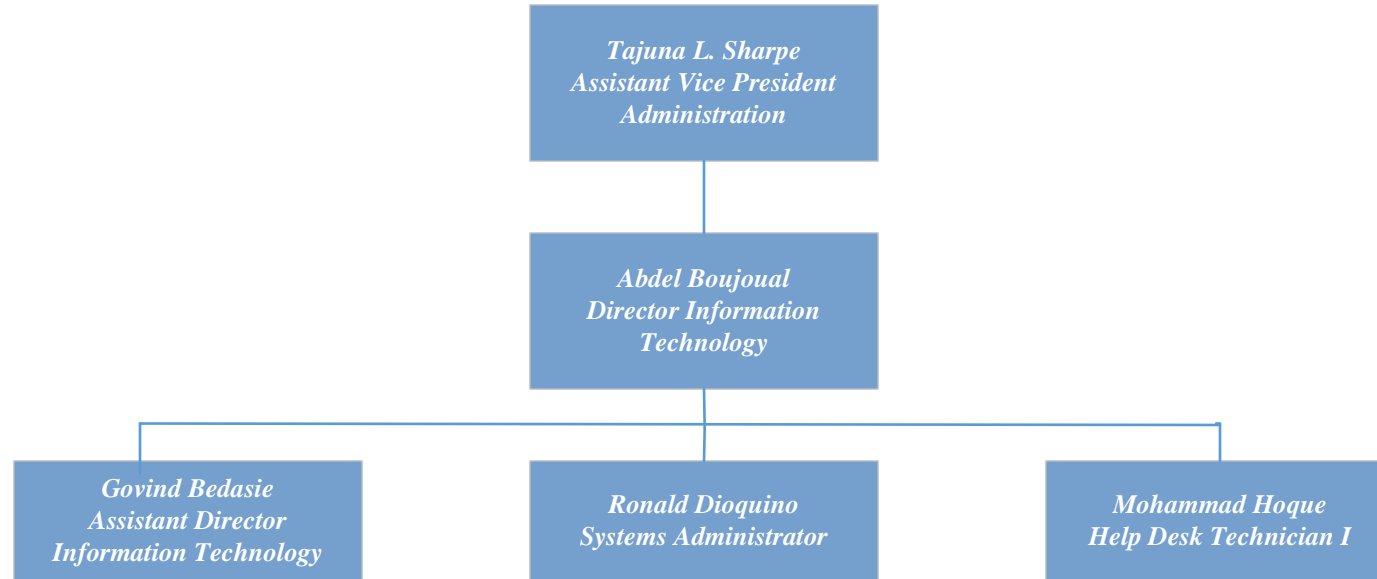 Tajuna L. Sharpe
Assistant Vice President
Administration
Abdel Boujoual
Director Information
Technology
Govind Bedasie
Assistant Director
Information Technology
Ronald Dioquino
Systems Administrator
Mohammad Hoque
Help Desk Technician I